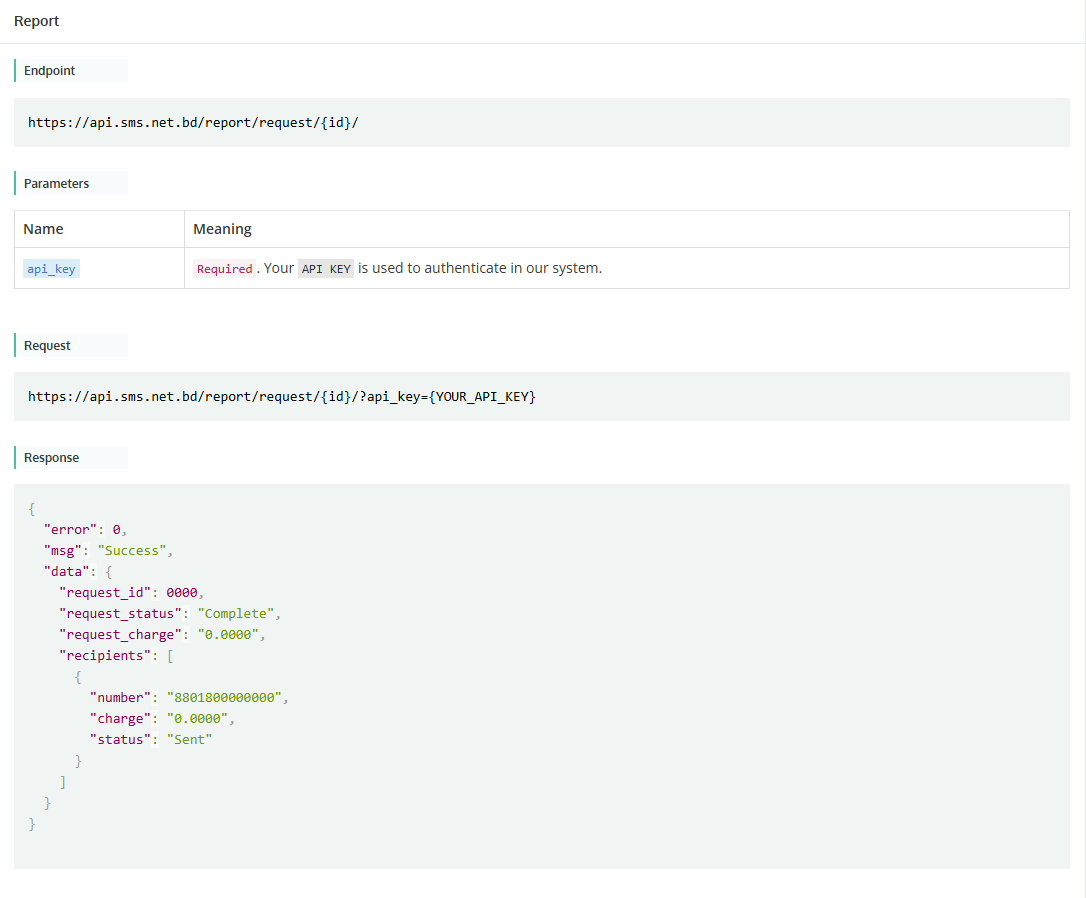 Report
Endpoint
https://api.sms.net.bd/report/request/{id}/
Parameters
Name Meaning
api_key Required. Your API KEY is used to authenticate in our system.
Request
https://api.sms.net.bd/report/request/{id}/?api_key={YOUR_API_KEY}
Response
{
  "error": 0,
  "msg": "Success",
  "data": {
    "request_id": 0000,
    "request_status": "Complete",
    "request_charge": "0.0000",
    "recipients": [
      {
        "number": "8801800000000",
        "charge": "0.0000",
        "status": "Sent"
      }
    ]
  }
}